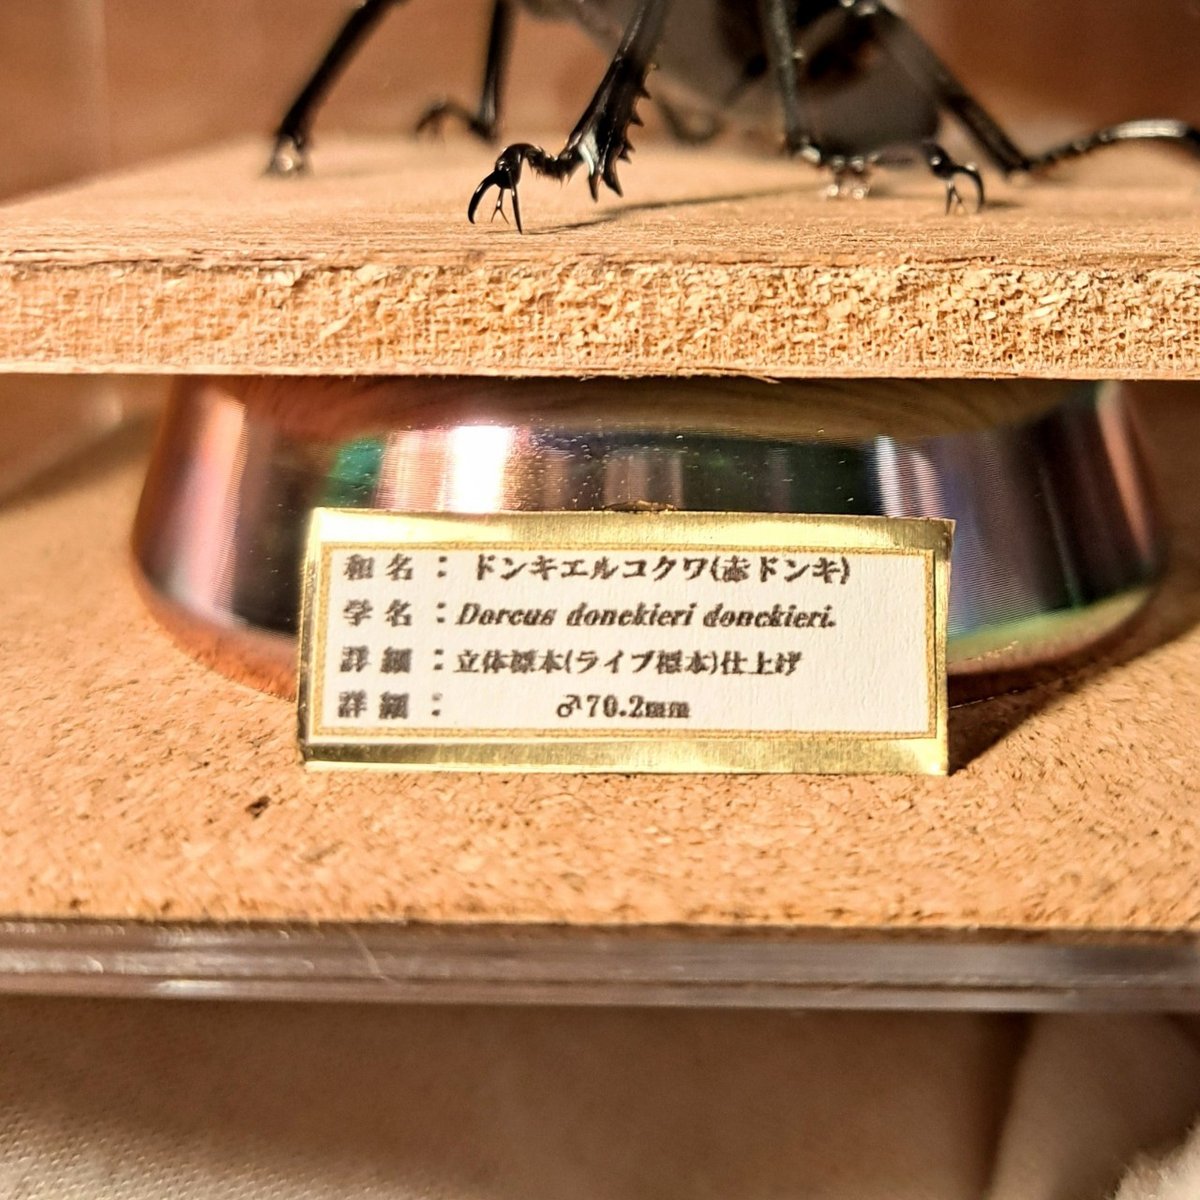 和名：ドンキエルコクワ(赤ドンキ)
学名：Dorcus donckieri donckieri.
詳細：立体標本(ライブ標本)仕上げ
詳細：♂70.2mm